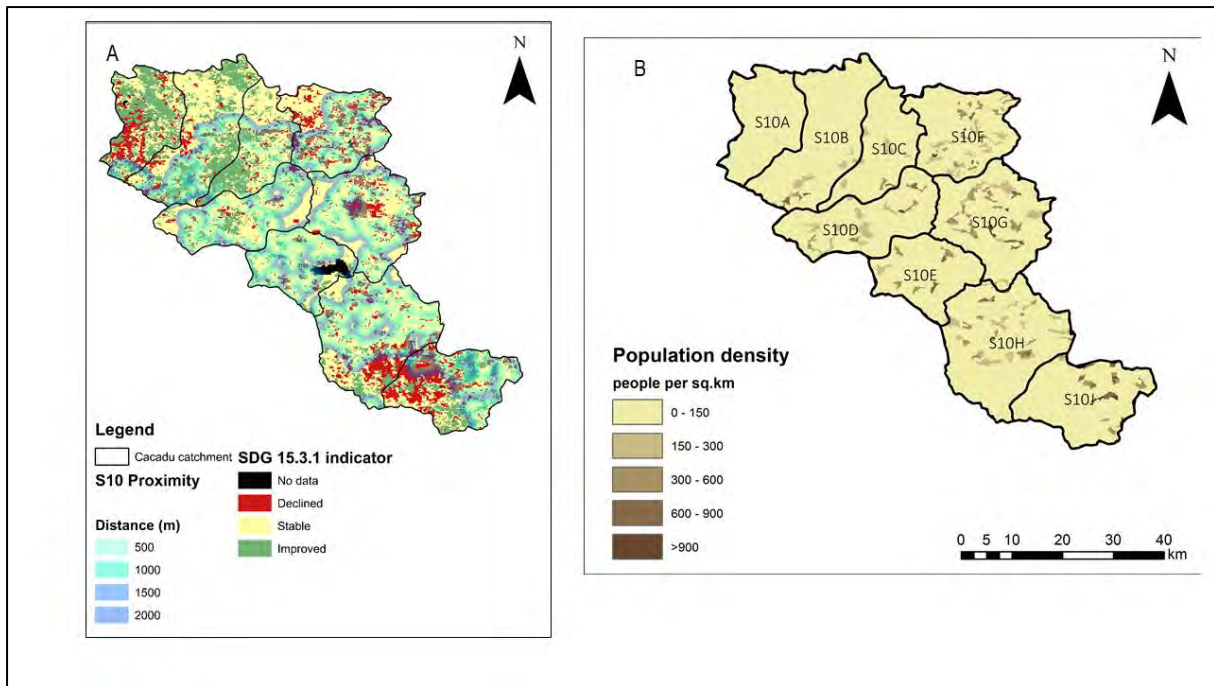 A
N
Legend
Cacadu catchment
S10 Proximity
Distance (m)
500
1000
1500
2000
SDG 15.3.1 indicator
No data
Declined
Stable
Improved
B
N
S10A
S10B
S10C
S10F
S10D
S10G
S10E
S10H
S10J
Population density
people per sq.km
0 - 150
150 - 300
300 - 600
600 - 900
>900
0 5 10 20 30 40
km